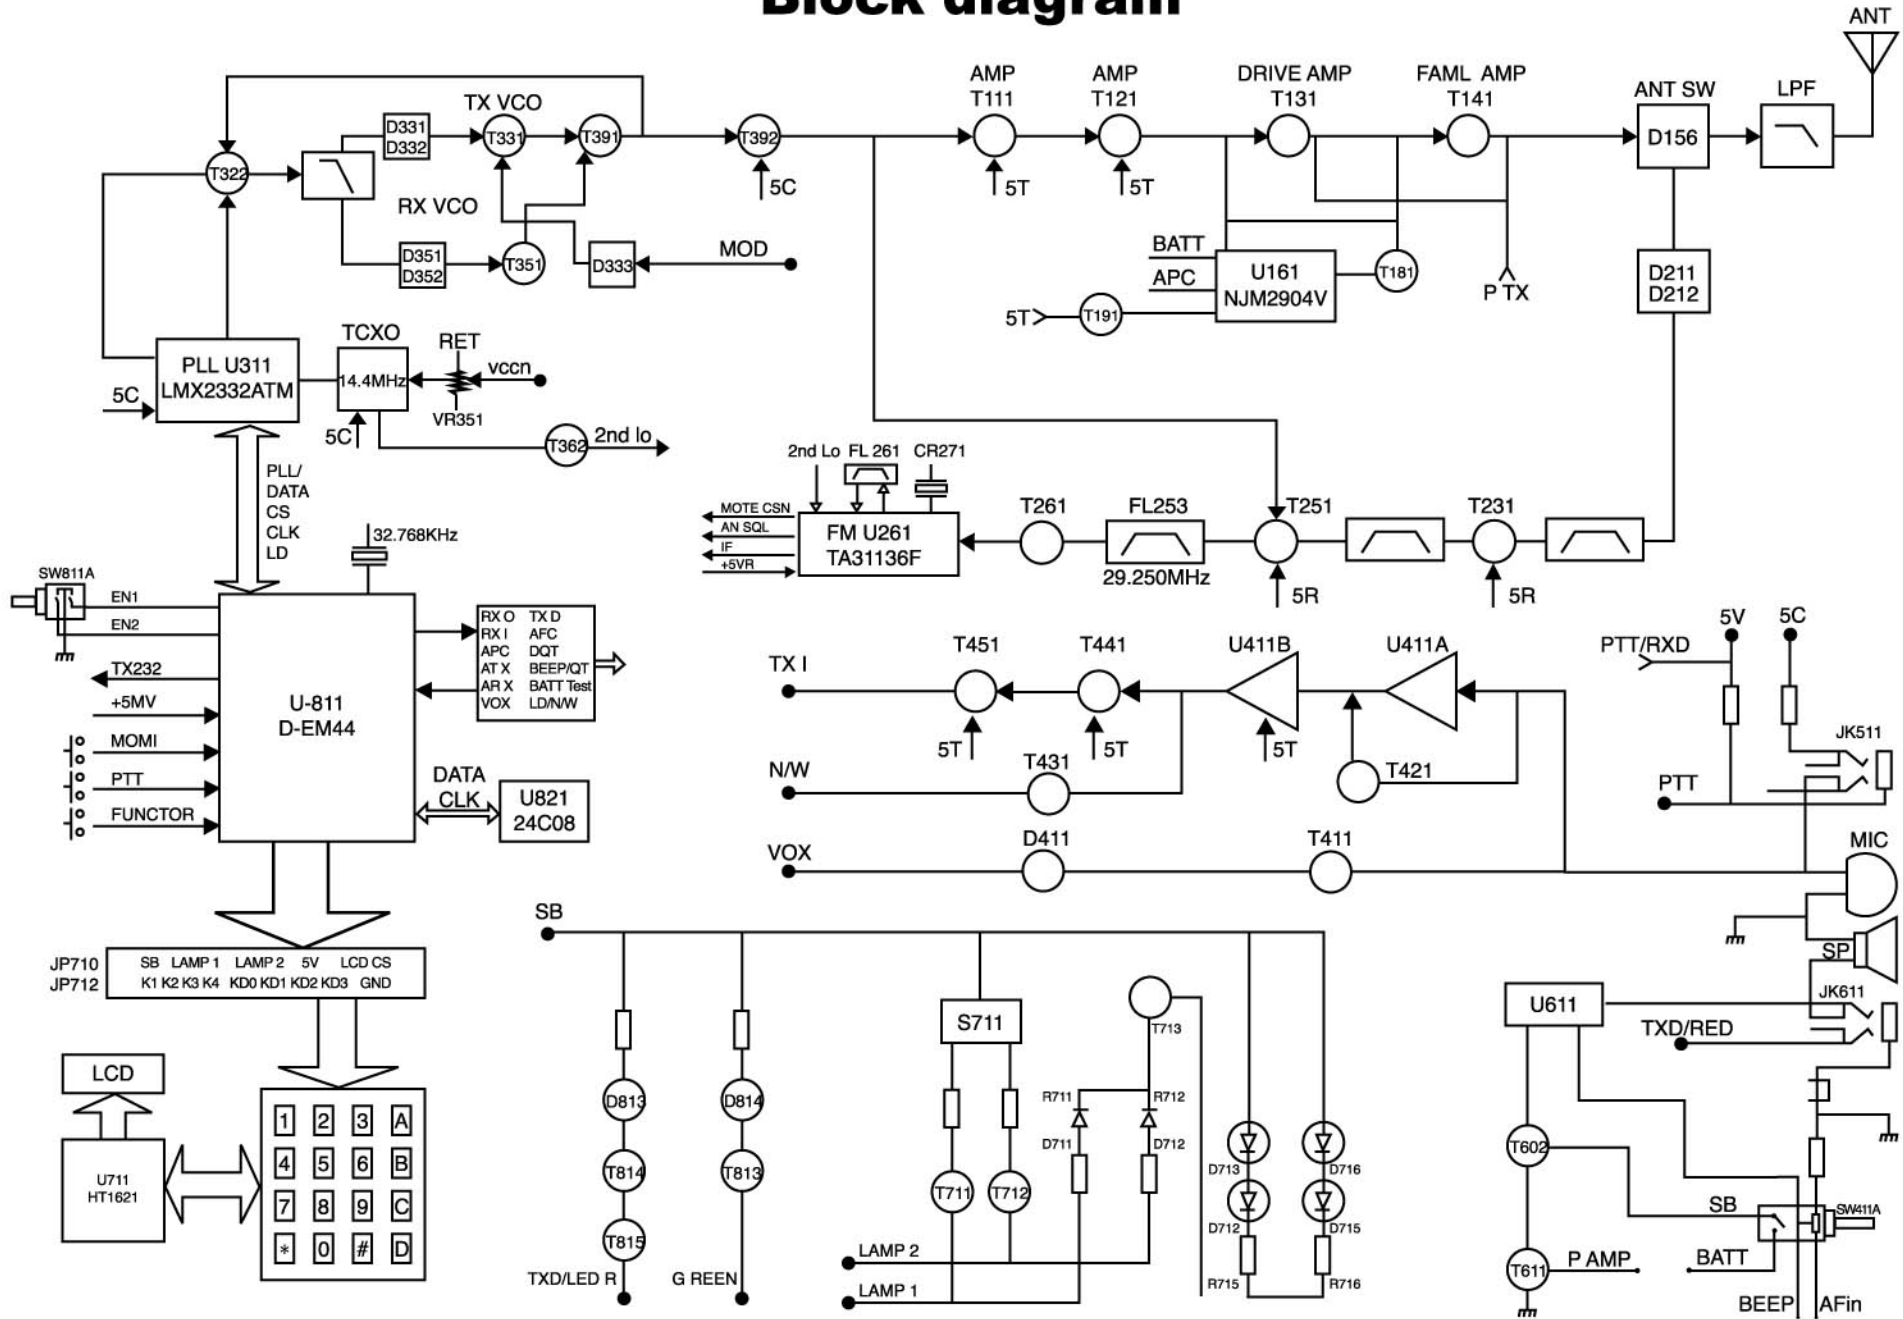 Block diagram
ANT
TX VCO
D331
D332
T331
T391
T392
5C
T322
RX VCO
D351
D352
T351
D333
MOD
AMP
T111
5T
AMP
T121
5T
DRIVE AMP
T131
FAML AMP
T141
ANT SW
D156
LPF
BATT
APC
U161
NJM2904V
T181
5T
T191
P TX
D211
D212
PLL U311
LMX2332ATM
5C
TCXO
14.4MHz
5C
RET
vccn
VR351
T362
2nd lo
PLL/
DATA
CS
CLK
LD
32.768KHz
2nd Lo
FL 261
CR271
MOTE CSN
AN SQL
IF
+5VR
FM U261
TA31136F
T261
FL253
29.250MHz
T251
5R
T231
5R
SW811A
EN1
EN2
TX232
+5MV
MOMI
PTT
FUNCTOR
U-811
D-EM44
RX O TX D
RX I AFC
APC DQT
AT X BEEP/QT
AR X BATT Test
VOX LD/N/W
DATA
CLK
U821
24C08
TX I
T451
5T
T441
5T
U411B
5T
U411A
N/W
T431
T421
VOX
D411
T411
5V
5C
PTT/RXD
JK511
PTT
MIC
SP
JP710
JP712
SB LAMP 1 LAMP 2 5V LCD CS
K1 K2 K3 K4 KD0 KD1 KD2 KD3 GND
LCD
U711
HT1621
1 2 3 A
4 5 6 B
7 8 9 C
* 0 # D
SB
D813
T814
T815
TXD/LED R
D814
T813
G REEN
S711
T711
T712
T713
R711
R712
D711
D712
LAMP 2
LAMP 1
D713
D716
D712
D715
R715
R716
U611
JK611
TXD/RED
T602
SB
SW411A
T611
P AMP
BATT
BEEP
AFin